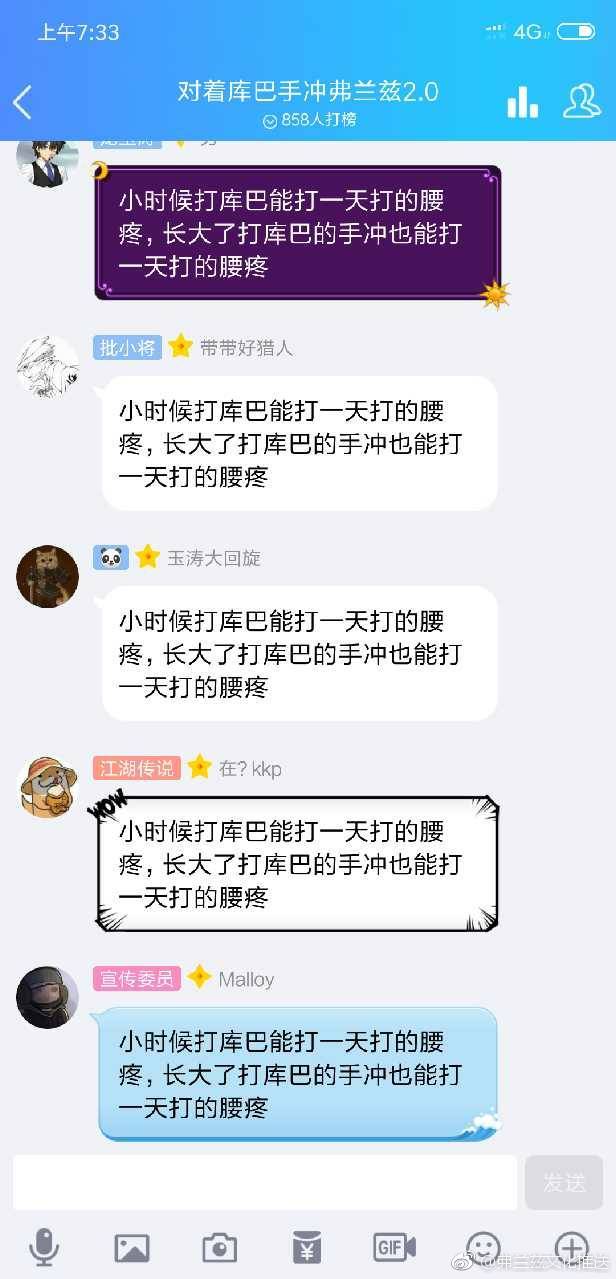 上午7:33
4G
对着库巴手冲弗兰兹2.0
858人打榜
小时候打库巴能打一天打的腰
疼,长大了打库巴的手冲也能打
一天打的腰疼
批小将 带带好猎人
小时候打库巴能打一天打的腰
疼,长大了打库巴的手冲也能打
一天打的腰疼
玉涛大回旋
小时候打库巴能打一天打的腰
疼,长大了打库巴的手冲也能打
一天打的腰疼
江湖传说 在? kkp
WOW
小时候打库巴能打一天打的腰
疼,长大了打库巴的手冲也能打
一天打的腰疼
宣传委员 Malloy
小时候打库巴能打一天打的腰
疼,长大了打库巴的手冲也能打
一天打的腰疼
发送
¥
GIF
@弗兰兹文化推送